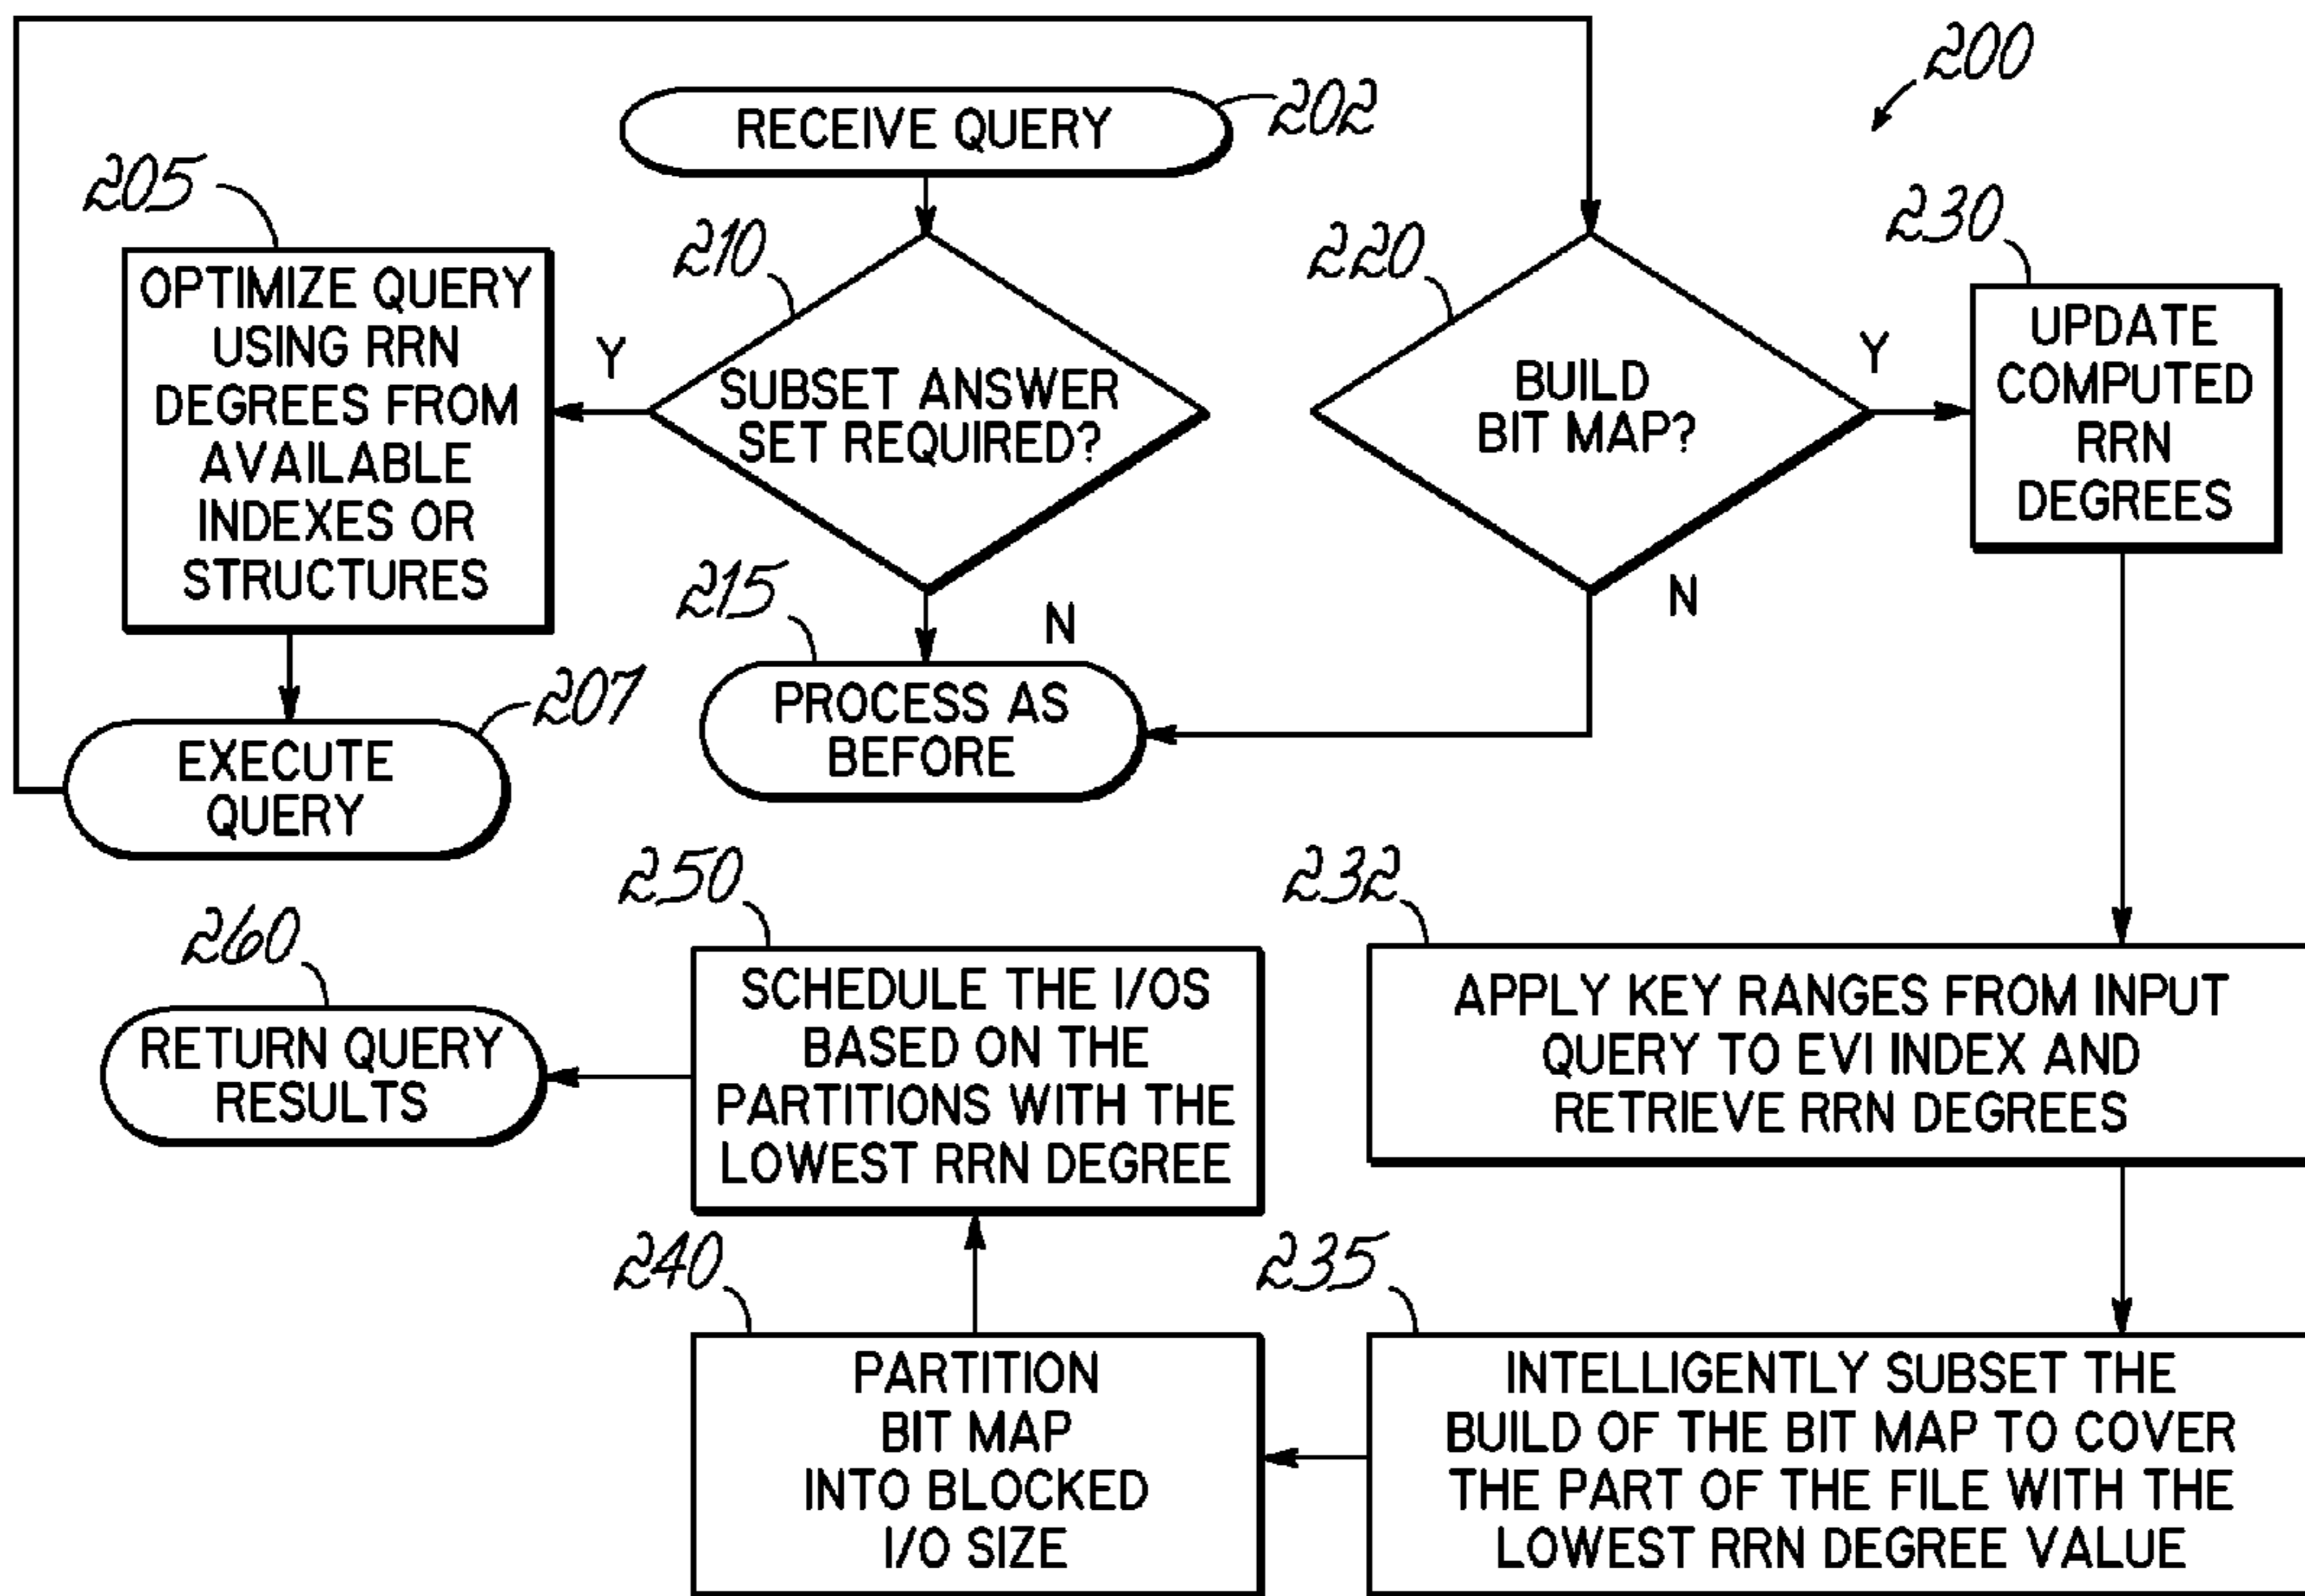 200
RECEIVE QUERY
202
205
OPTIMIZE QUERY
USING RRN
DEGREES FROM
AVAILABLE
INDEXES OR
STRUCTURES
210
Y
SUBSET ANSWER
SET REQUIRED?
N
220
BUILD
BIT MAP?
Y
N
230
UPDATE
COMPUTED
RRN
DEGREES
215
PROCESS AS
BEFORE
207
EXECUTE
QUERY
232
APPLY KEY RANGES FROM INPUT
QUERY TO EVI INDEX AND
RETRIEVE RRN DEGREES
235
INTELLIGENTLY SUBSET THE
BUILD OF THE BIT MAP TO COVER
THE PART OF THE FILE WITH THE
LOWEST RRN DEGREE VALUE
240
PARTITION
BIT MAP
INTO BLOCKED
I/O SIZE
250
SCHEDULE THE I/OS
BASED ON THE
PARTITIONS WITH THE
LOWEST RRN DEGREE
260
RETURN QUERY
RESULTS